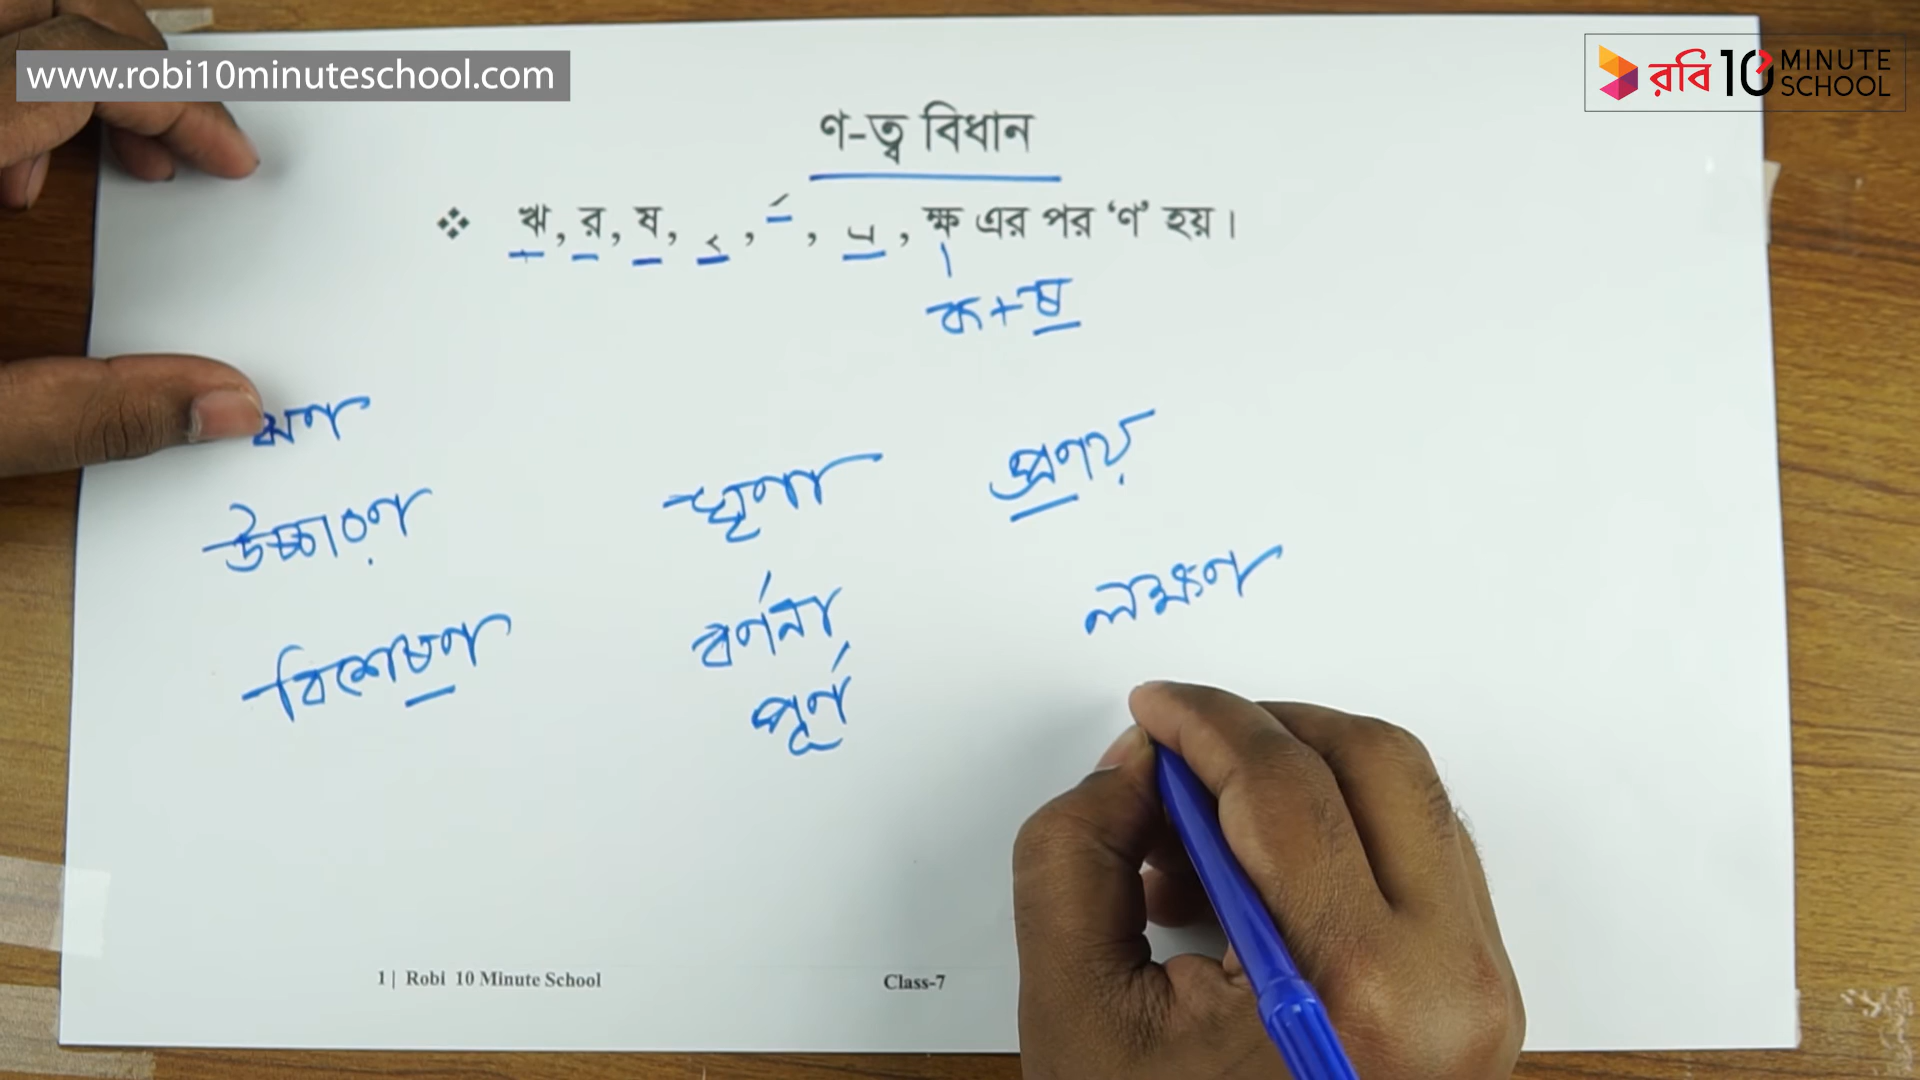 www.robi10minuteschool.com
রবি 10 MINUTE SCHOOL
ণ-ত্ব বিধান
❖ ঋ, র, ষ, ৃ, র্, ্র, ক্ষ এর পর ‘ণ’ হয়।
ক+ষ
ঋণ
উচ্চারণ
বিশেষণ
ঘৃণা
বর্ণনা
পূর্ণ
প্রণয়
লক্ষণ
1| Robi 10 Minute School
Class-7